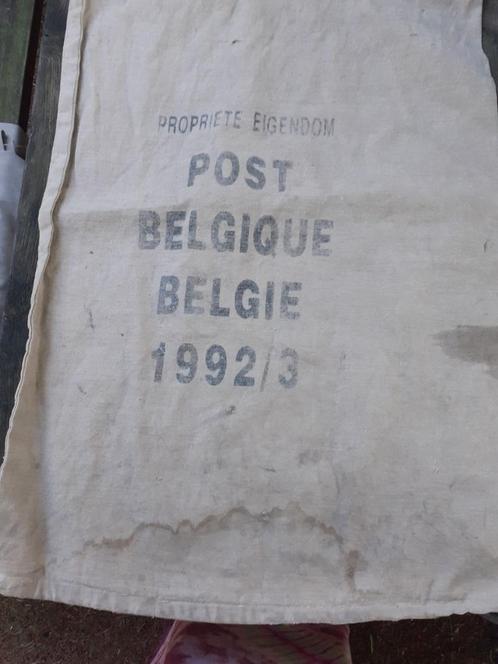 PROPRIETE EIGENDOM
POST
BELGIQUE
BELGIE
1992/3